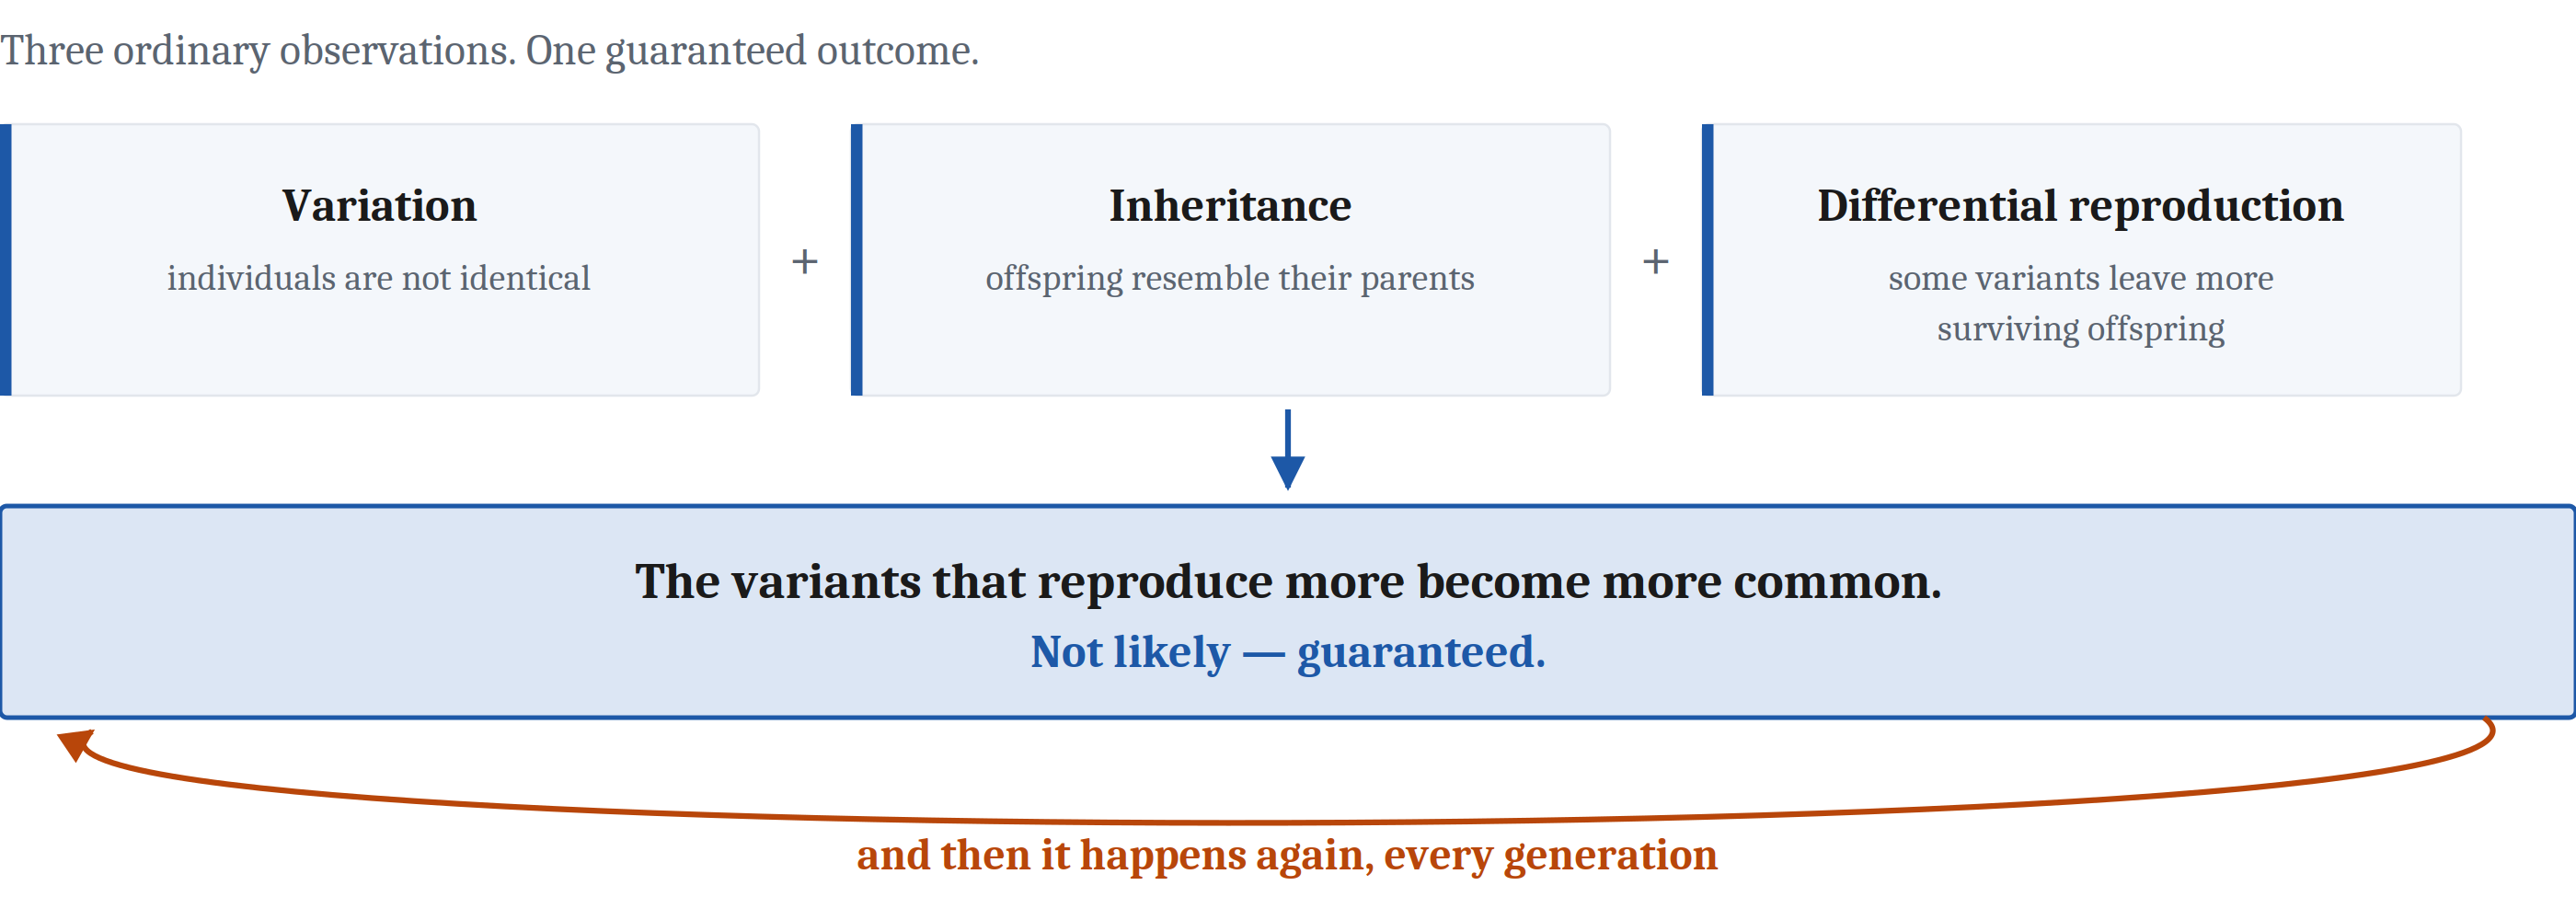 Three ordinary observations. One guaranteed outcome.
Variation
individuals are not identical
+
Inheritance
offspring resemble their parents
+
Differential reproduction
some variants leave more
surviving offspring
The variants that reproduce more become more common.
Not likely — guaranteed.
and then it happens again, every generation